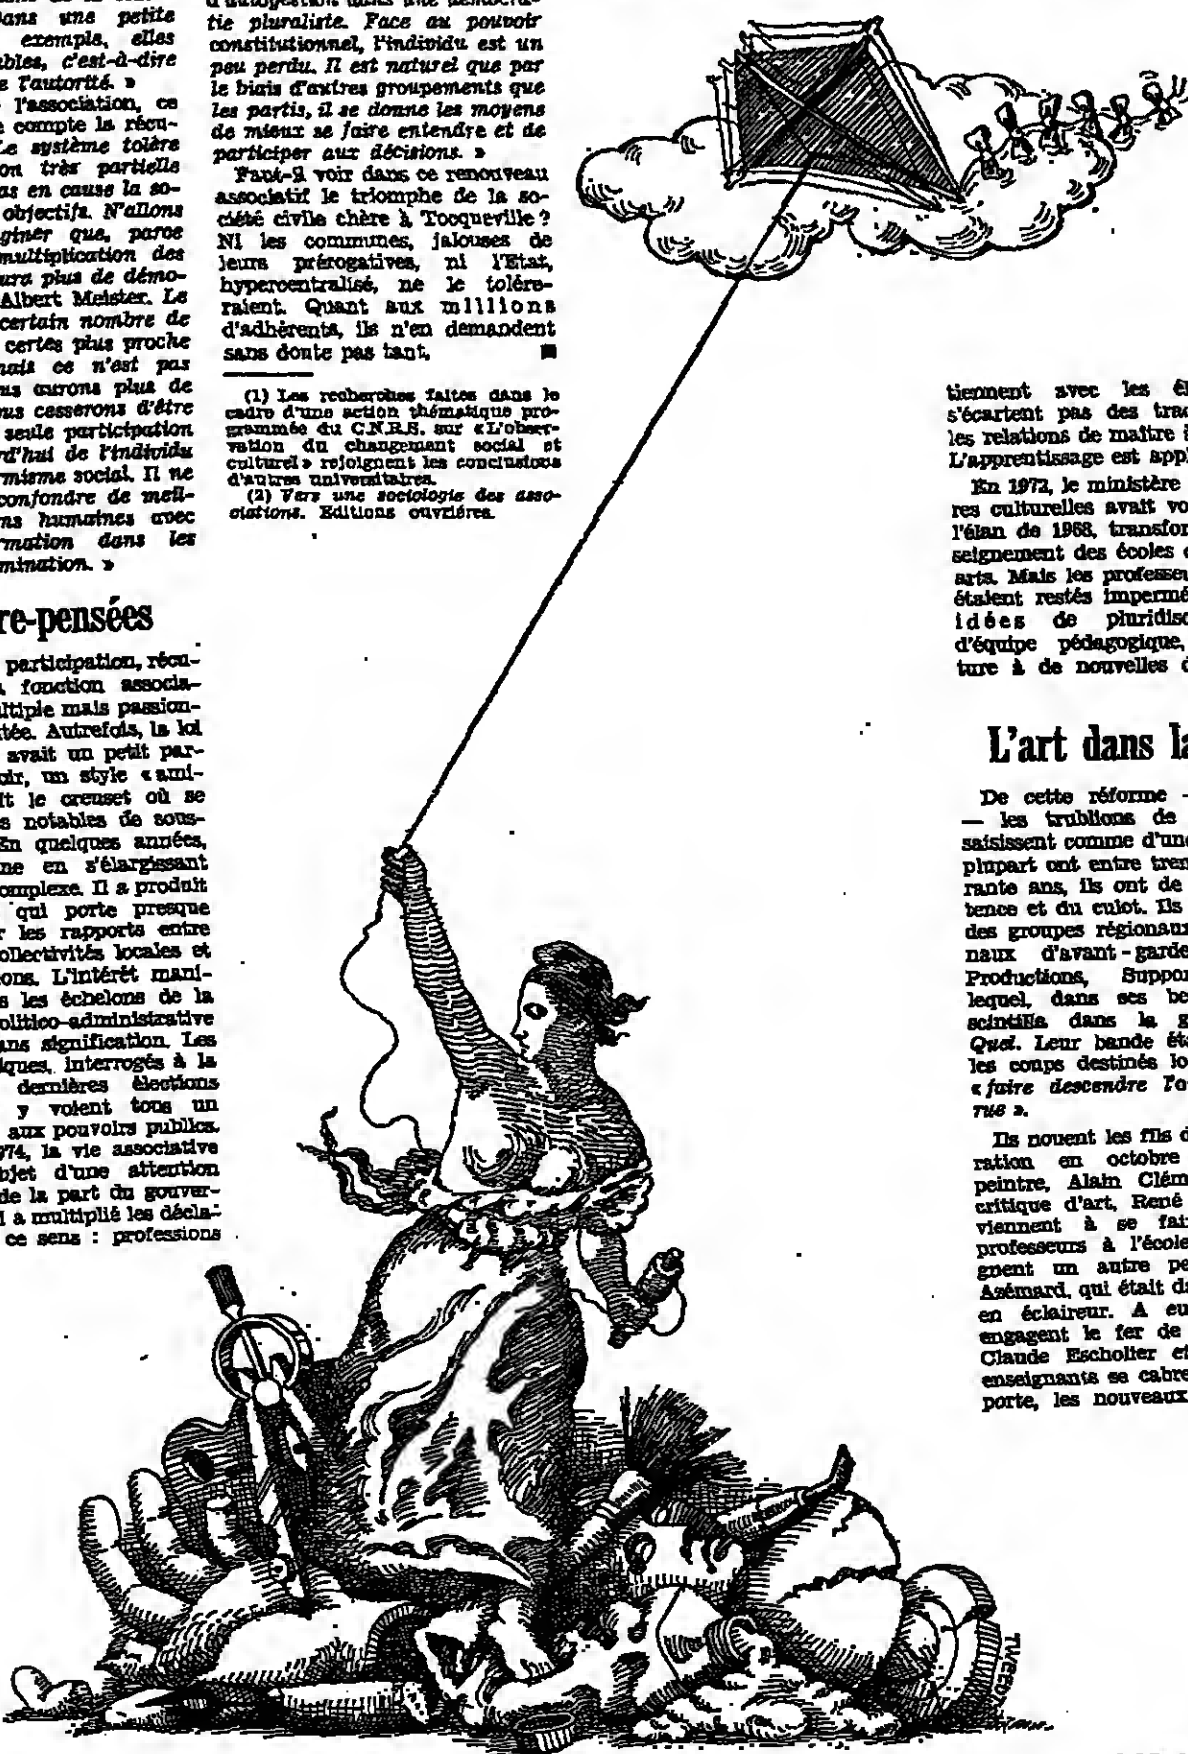 Dans une petite
exemple, elles
bles, c'est-à-dire
e l'autorité. »
l'association, ce
e compte la récu-
Le système tolère
on très partielle
as en cause la so-
objectifs. N'allons
giner que, parce
multiplication des
ura plus de démo-
Albert Meister. Le
certain nombre de
certes plus proche
mais ce n'est pas
us aurons plus de
ous cesserons d'être
seule participation
rd'hui de l'individu
rmisme social. Il ne
confondre de meil-
ns humaines avec
rmation dans les
mination. »
re-pensées
participation, récu-
fonction associa-
ltiple mais passion-
tée. Autrefois, la loi
avait un petit par-
oir, un style « ami-
it le creuset où se
s notables de sous-
En quelques années,
ne en s'élargissant
omplexe. Il a produit
qui porte presque
r les rapports entre
ollectivités locales et
ons. L'intérêt mani-
s les échelons de la
olitico-administrative
ans signification. Les
iques, interrogés à la
dernières élections
y voient tous un
aux pouvoirs publics.
974, la vie associative
bjet d'une attention
de la part du gouver-
l a multiplié les décla-
ce sens : professions
tie pluraliste. Face au pouvoir
constitutionnel, l'individu est un
peu perdu. Il est naturel que par
le biais d'autres groupements que
les partis, il se donne les moyens
de mieux se faire entendre et de
participer aux décisions. »
Faut-il voir dans ce renouveau
associatif le triomphe de la so-
ciété civile chère à Tocqueville ?
Ni les communes, jalouses de
leurs prérogatives, ni l'Etat,
hypercentralisé, ne le tolére-
raient. Quant aux millions
d'adhérents, ils n'en demandent
sans doute pas tant. ■
(1) Les recherches faites dans le
cadre d'une action thématique pro-
grammée du C.N.R.S. sur « L'obser-
vation du changement social et
culturel » rejoignent les conclusions
d'autres universitaires.
(2) Vers une sociologie des asso-
ciations. Editions ouvrières.
tiennent avec les él
s'écartent pas des trad
les relations de maître à
L'apprentissage est appl
En 1972, le ministère
res culturelles avait vo
l'élan de 1968, transfor
seignement des écoles d
arts. Mais les professeu
étaient restés impermé
idées de pluridisc
d'équipe pédagogique,
ture à de nouvelles d
L'art dans la
De cette réforme -
— les trublions de
saisissent comme d'une
plupart ont entre tren
rante ans, ils ont de
tence et du culot. Ils
des groupes régionaux
naux d'avant-garde
Productions, Suppor
lequel, dans ses be
scintilla dans la g
Quel. Leur bande éta
les coups destinés lo
« faire descendre l'a
rue ».
Ils nouent les fils d
ration en octobre
peintre, Alain Clém
critique d'art, René
viennent à se fai
professeurs à l'école
gnent un autre pe
Azémard, qui était da
en éclaireur. A eu
engagent le fer de
Claude Escholier et
enseignants se cabre
porte, les nouveaux